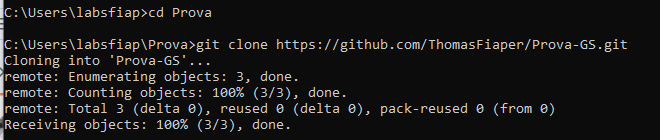 C:\Users\labsfiap>cd Prova
C:\Users\labsfiap\Prova>git clone https://github.com/ThomasFiaper/Prova-GS.git
Cloning into 'Prova-GS'...
remote: Enumerating objects: 3, done.
remote: Counting objects: 100% (3/3), done.
remote: Total 3 (delta 0), reused 0 (delta 0), pack-reused 0 (from 0)
Receiving objects: 100% (3/3), done.